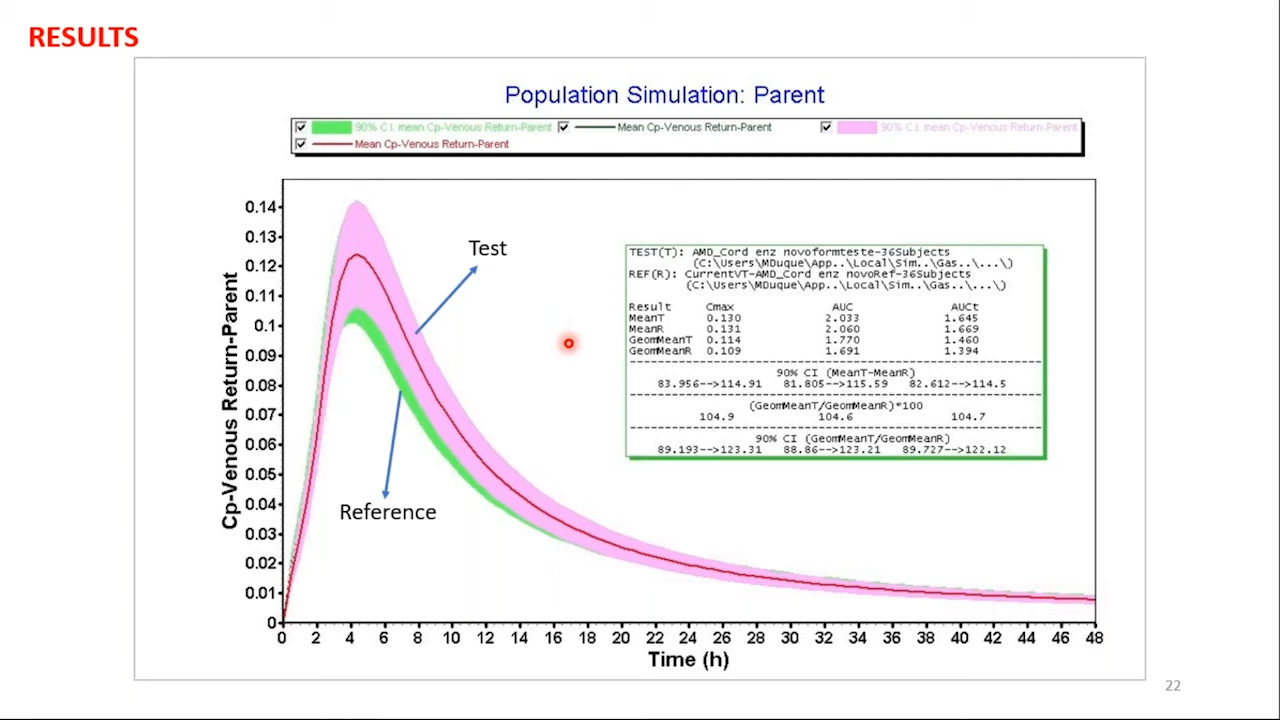 RESULTS
Population Simulation: Parent
90% C.I. mean Cp-Venous Return-Parent Mean Cp-Venous Return-Parent 90% C.I. mean Cp-Venous Return-Parent
Mean Cp-Venous Return-Parent
Cp-Venous Return-Parent
0.14
0.13
0.12
0.11
0.1
0.09
0.08
0.07
0.06
0.05
0.04
0.03
0.02
0.01
0
Test
Reference
TEST(T): AMD_Cord enz novoformteste-36Subjects
(C:\Users\MDuque\App..\Local\Sim..\Gas..\...\)
REF(R): CurrentVT-AMD_Cord enz novoRef-36Subjects
(C:\Users\MDuque\App..\Local\Sim..\Gas..\...\)
Result Cmax AUC AUCt
MeanT 0.130 2.033 1.645
MeanR 0.131 2.060 1.669
GeomMeanT 0.114 1.770 1.460
GeomMeanR 0.109 1.691 1.394
90% CI (MeanT-MeanR)
83.956-->114.91 81.805-->115.59 82.612-->114.5
(GeomMeanT/GeomMeanR)*100
104.9 104.6 104.7
90% CI (GeomMeanT/GeomMeanR)
89.193-->123.31 88.86-->123.21 89.727-->122.12
0 2 4 6 8 10 12 14 16 18 20 22 24 26 28 30 32 34 36 38 40 42 44 46 48
Time (h)
22